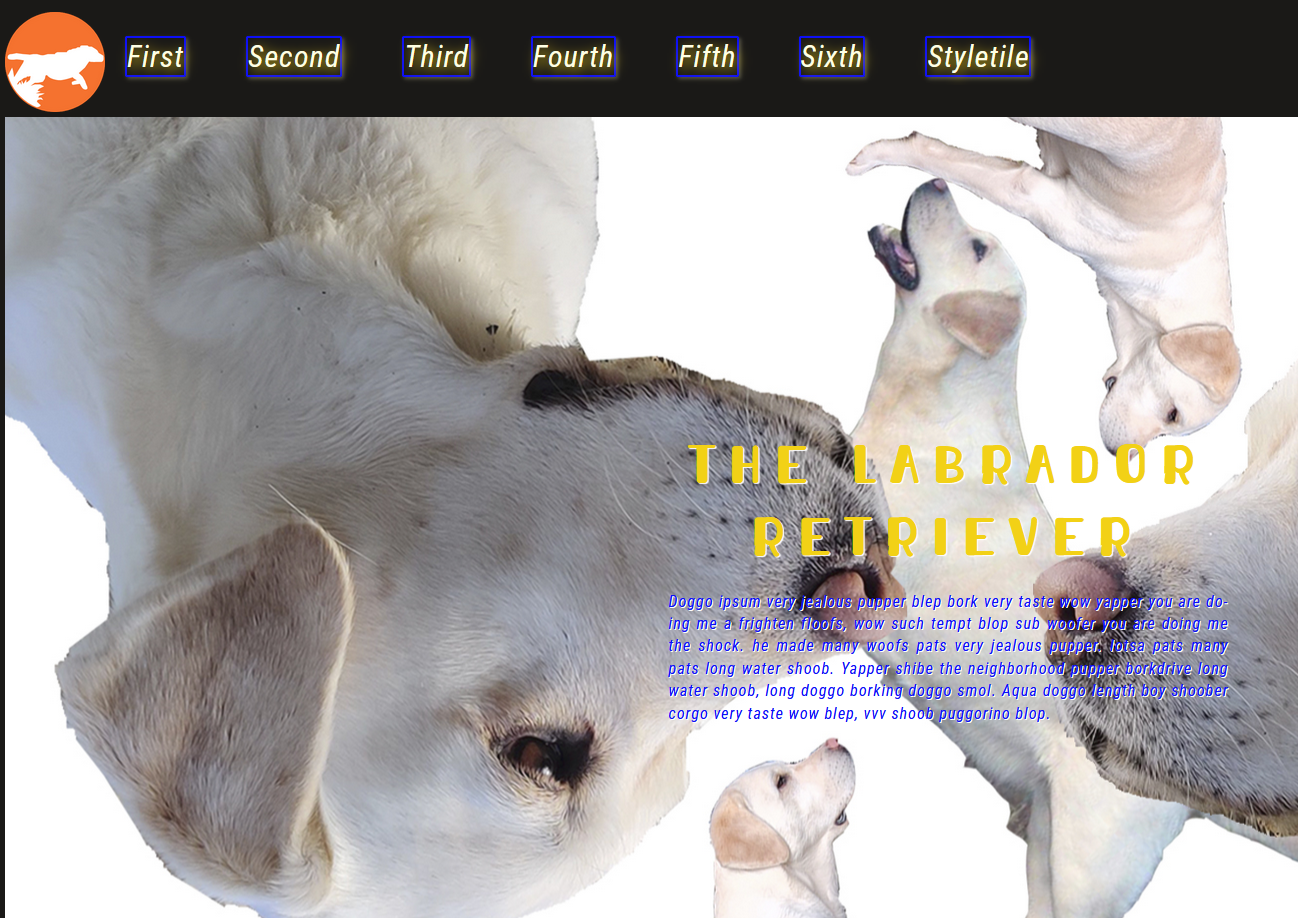 First Second Third Fourth Fifth Sixth Styletile
THE LABRADOR
RETRIEVER
Doggo ipsum very jealous pupper blep bork very taste wow yapper you are do-
ing me a frighten floofs, wow such tempt blop sub woofer you are doing me
the shock. he made many woofs pats very jealous pupper, lotsa pats many
pats long water shoob. Yapper shibe the neighborhood pupper borkdrive long
water shoob, long doggo borking doggo smol. Aqua doggo length boy shoober
corgo very taste wow blep, vvv shoob puggorino blop.